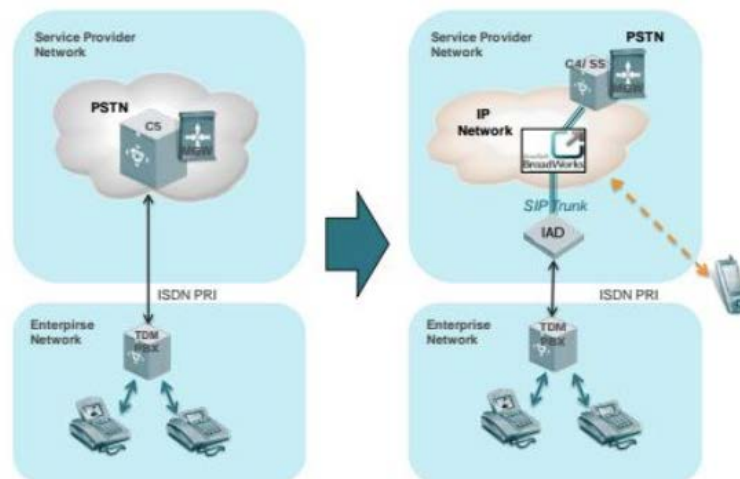 Service Provider
Network
PSTN
C5
MGW
ISDN PRI
Enterpirse
Network
TDM
PBX
Service Provider
Network
PSTN
C4/ SS
MGW
IP
Network
BroadWorks
SIP Trunk
IAD
ISDN PRI
Enterprise
Network
TDM
PBX